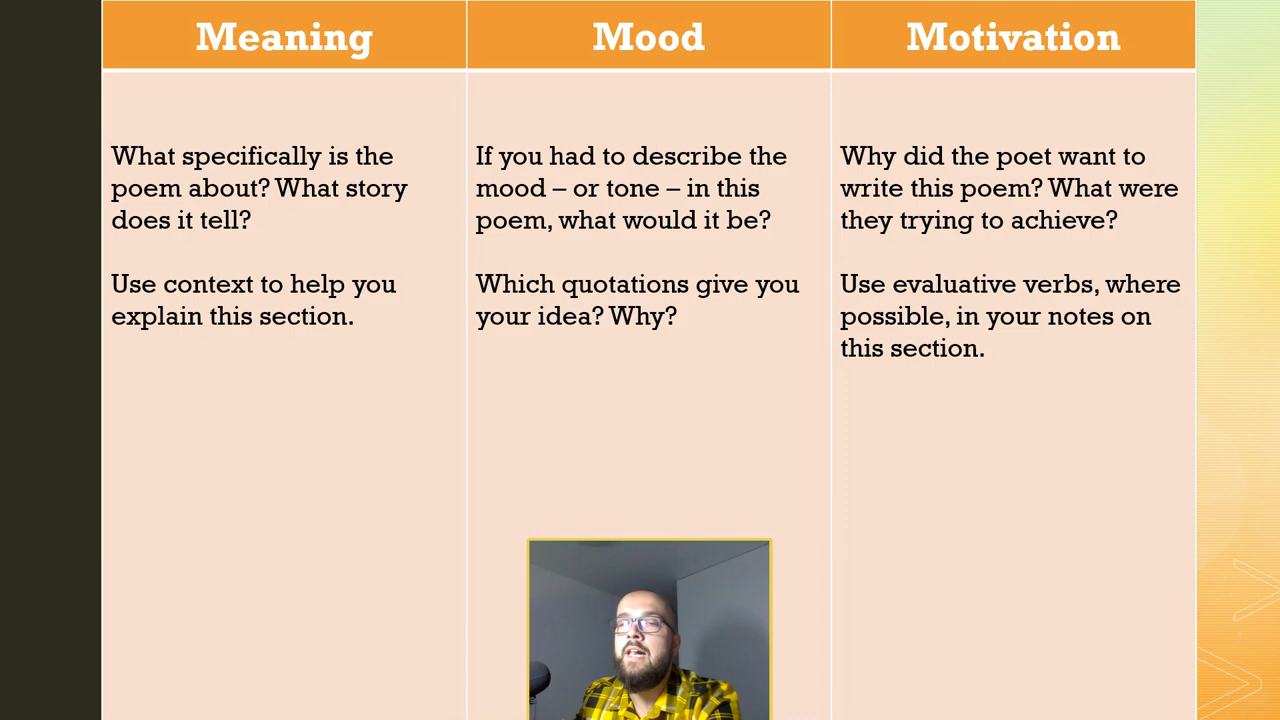 Meaning
Mood
Motivation
What specifically is the
poem about? What story
does it tell?
Use context to help you
explain this section.
If you had to describe the
mood – or tone – in this
poem, what would it be?
Which quotations give you
your idea? Why?
Why did the poet want to
write this poem? What were
they trying to achieve?
Use evaluative verbs, where
possible, in your notes on
this section.